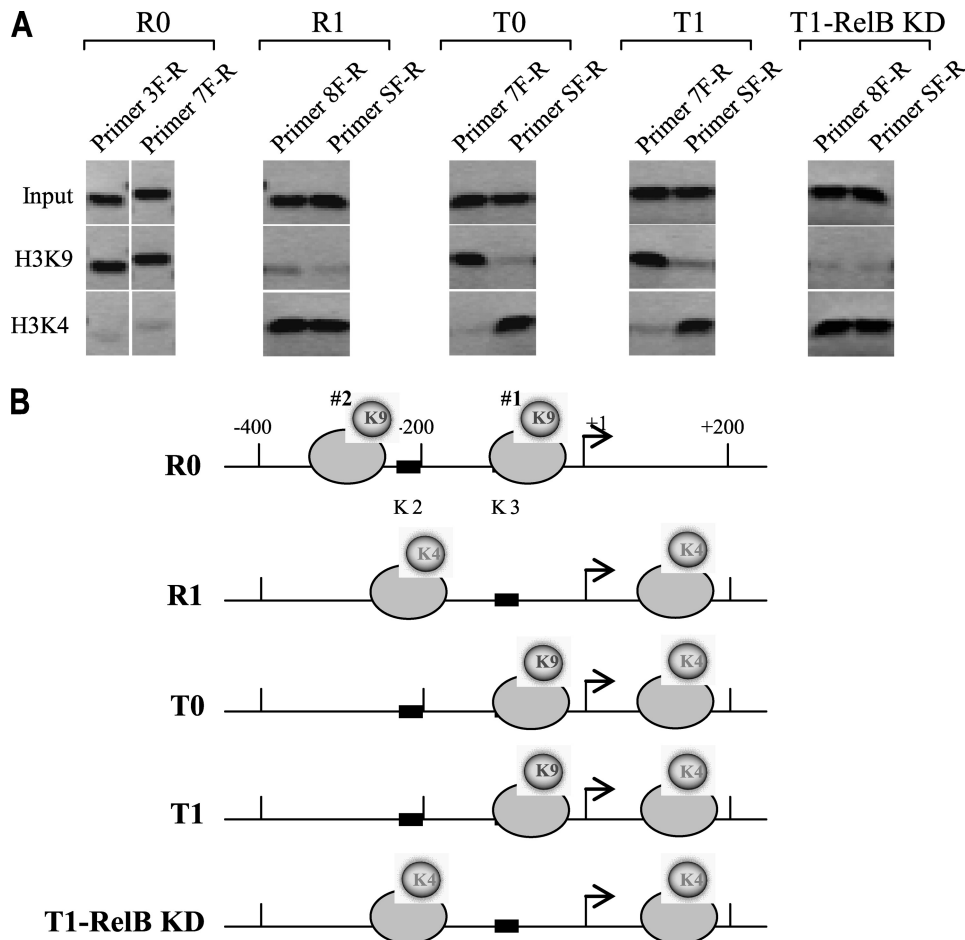 A
R0 R1 T0 T1 T1-RelB KD
Primer 3F-R Primer 7F-R Primer 8F-R Primer SF-R Primer 7F-R Primer SF-R Primer 7F-R Primer SF-R Primer 8F-R Primer SF-R
Input
H3K9
H3K4
B
#2 K9 #1 K9
-400 -200 +1 +200
R0
K2 K3
K4 K4
R1
K9 K4
T0
K9 K4
T1
K4 K4
T1-RelB KD